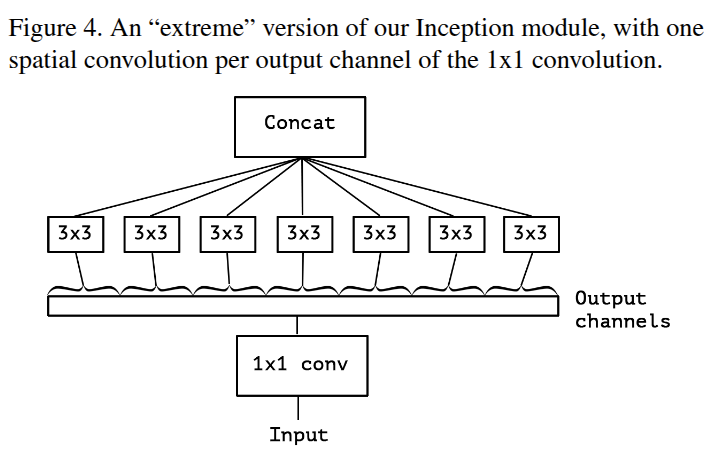 Figure 4. An “extreme” version of our Inception module, with one
spatial convolution per output channel of the 1x1 convolution.
Concat
3x3 3x3 3x3 3x3 3x3 3x3 3x3
Output
channels
1x1 conv
Input